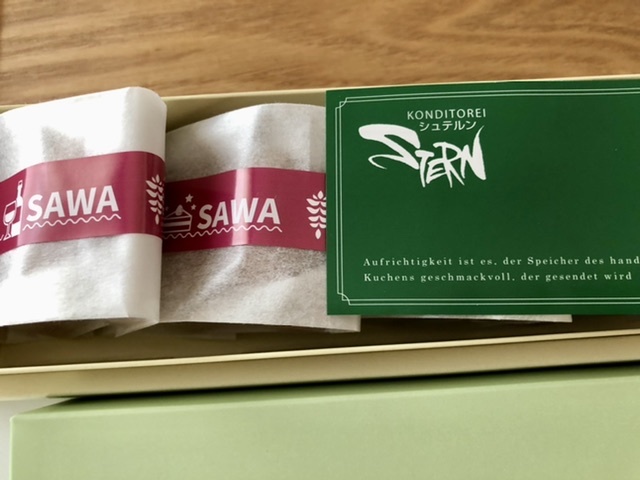 SAWA
SAWA
KONDITOREI
シュテルン
STERN
Aufrichtigkeit ist es, der Speicher des hand
Kuchens geschmackvoll, der gesendet wird